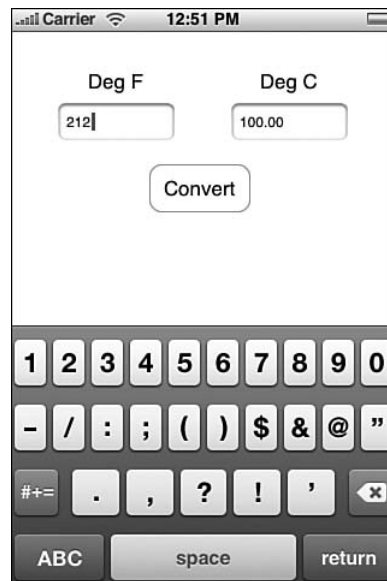 Carrier 12:51 PM
Deg F Deg C
212 100.00
Convert
1 2 3 4 5 6 7 8 9 0
- / : ; ( ) $ & @ "
#+= . , ? ! '
ABC space return